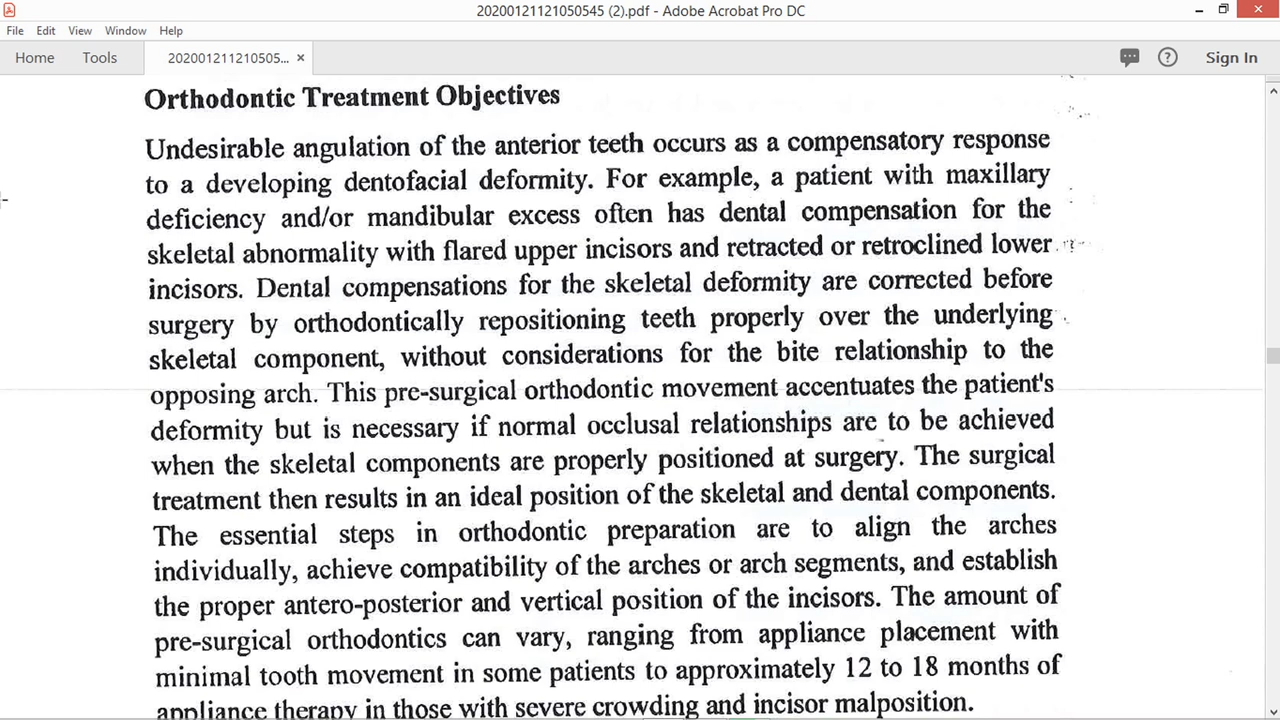 20200121121050545 (2).pdf - Adobe Acrobat Pro DC
File Edit View Window Help
Home Tools 202001211210505... × Sign In
Orthodontic Treatment Objectives
Undesirable angulation of the anterior teeth occurs as a compensatory response
to a developing dentofacial deformity. For example, a patient with maxillary
deficiency and/or mandibular excess often has dental compensation for the
skeletal abnormality with flared upper incisors and retracted or retroclined lower
incisors. Dental compensations for the skeletal deformity are corrected before
surgery by orthodontically repositioning teeth properly over the underlying
skeletal component, without considerations for the bite relationship to the
opposing arch. This pre-surgical orthodontic movement accentuates the patient's
deformity but is necessary if normal occlusal relationships are to be achieved
when the skeletal components are properly positioned at surgery. The surgical
treatment then results in an ideal position of the skeletal and dental components.
The essential steps in orthodontic preparation are to align the arches
individually, achieve compatibility of the arches or arch segments, and establish
the proper antero-posterior and vertical position of the incisors. The amount of
pre-surgical orthodontics can vary, ranging from appliance placement with
minimal tooth movement in some patients to approximately 12 to 18 months of
appliance therapy in those with severe crowding and incisor malposition.